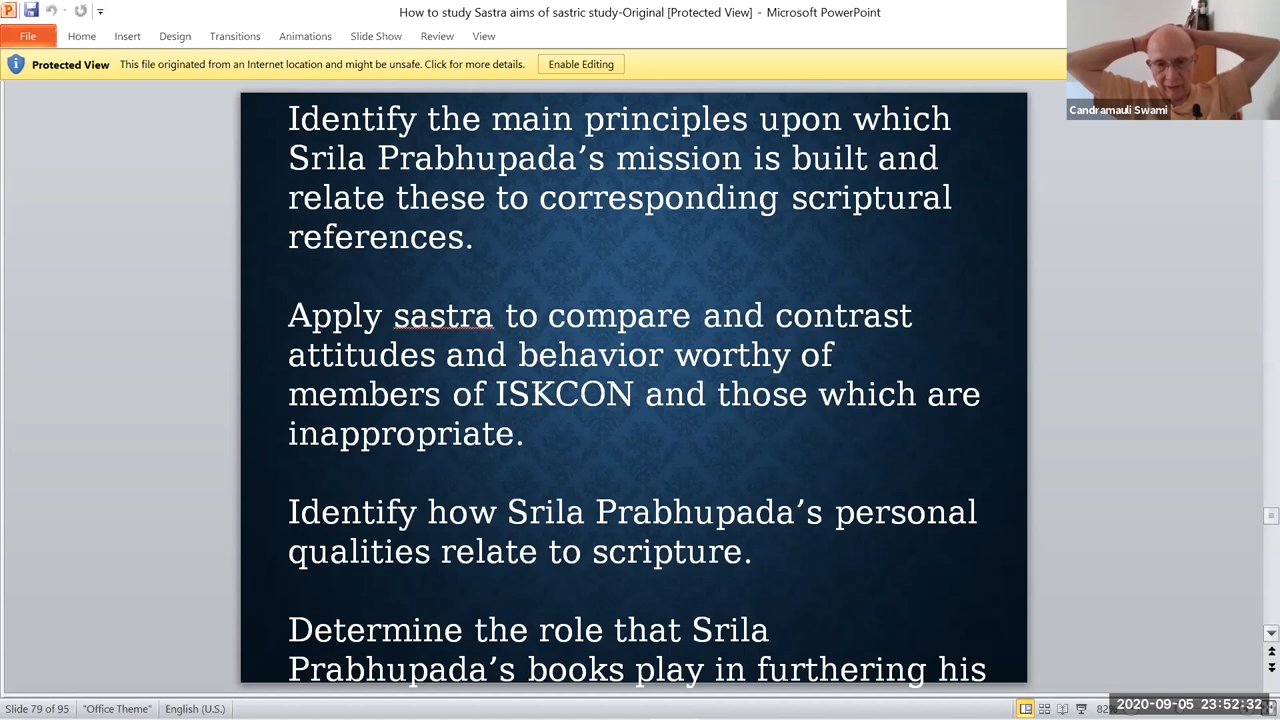 How to study Sastra aims of sastric study-Original [Protected View] - Microsoft PowerPoint
File Home Insert Design Transitions Animations Slide Show Review View
Protected View This file originated from an Internet location and might be unsafe. Click for more details. Enable Editing
Candramauli Swami
Identify the main principles upon which
Srila Prabhupada’s mission is built and
relate these to corresponding scriptural
references.
Apply sastra to compare and contrast
attitudes and behavior worthy of
members of ISKCON and those which are
inappropriate.
Identify how Srila Prabhupada’s personal
qualities relate to scripture.
Determine the role that Srila
Prabhupada’s books play in furthering his
Slide 79 of 95 "Office Theme" English (U.S.)
2020-09-05 23:52:32